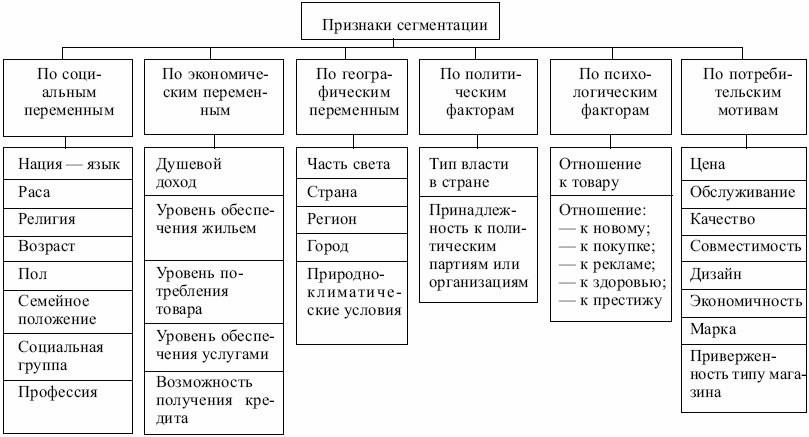 Признаки сегментации
По соци-
альным
переменным
По экономиче-
ским перемен-
ным
По геогра-
фическим
переменным
По полити-
ческим
факторам
По психо-
логическим
факторам
По потреби-
тельским
мотивам
Нация — язык
Раса
Религия
Возраст
Пол
Семейное
положение
Социальная
группа
Профессия
Душевой
доход
Уровень обеспе-
чения жильем
Уровень по-
требления
товара
Уровень обеспе-
чения услугами
Возможность
получения кре-
дита
Часть света
Страна
Регион
Город
Природно-
климатиче-
ские условия
Тип власти
в стране
Принадлеж-
ность к поли-
тическим
партиям или
организациям
Отношение
к товару
Отношение:
— к новому;
— к покупке;
— к рекламе;
— к здоровью;
— к престижу
Цена
Обслуживание
Качество
Совместимость
Дизайн
Экономичность
Марка
Привержен-
ность типу мага-
зина